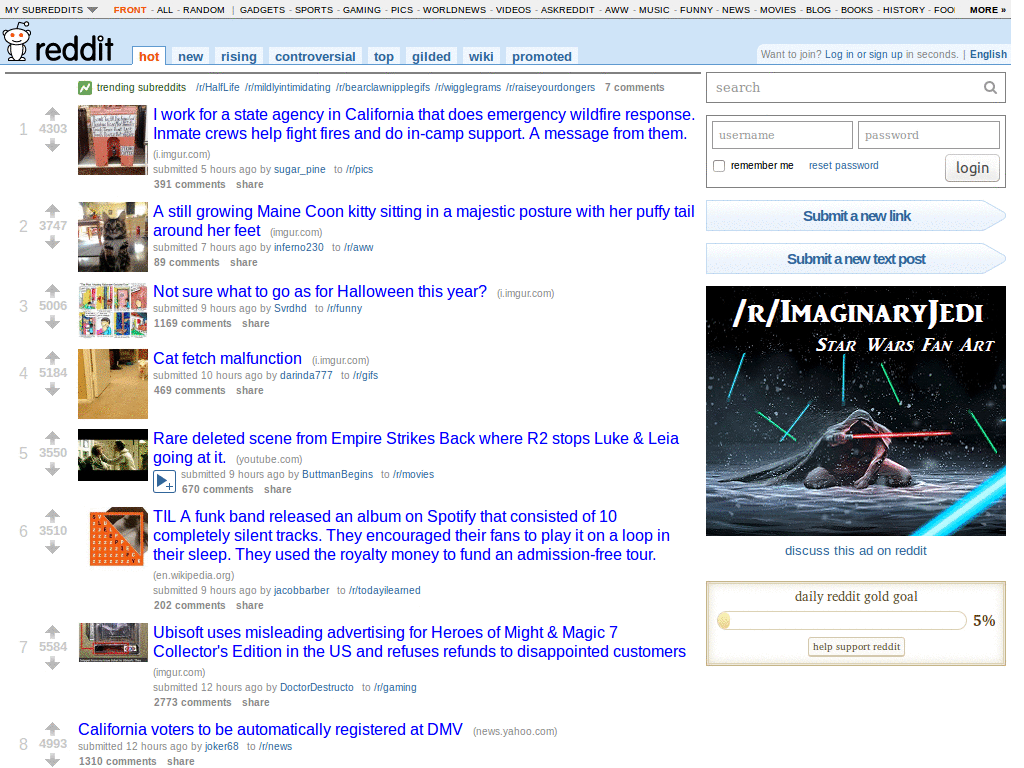 MY SUBREDDITS FRONT - ALL - RANDOM | GADGETS - SPORTS - GAMING - PICS - WORLDNEWS - VIDEOS - ASKREDDIT - AWW - MUSIC - FUNNY - NEWS - MOVIES - BLOG - BOOKS - HISTORY - FOO MORE »
reddit hot new rising controversial top gilded wiki promoted
Want to join? Log in or sign up in seconds. | English
trending subreddits /r/HalfLife /r/mildlyintimidating /r/bearclawnipplegifs /r/wigglegrams /r/raiseyourdongers 7 comments
1
4303
I work for a state agency in California that does emergency wildfire response.
Inmate crews help fight fires and do in-camp support. A message from them.
(i.imgur.com)
submitted 5 hours ago by sugar_pine to /r/pics
391 comments share
2
3747
A still growing Maine Coon kitty sitting in a majestic posture with her puffy tail
around her feet (imgur.com)
submitted 7 hours ago by inferno230 to /r/aww
89 comments share
3
5006
Not sure what to go as for Halloween this year? (i.imgur.com)
submitted 9 hours ago by Svrdhd to /r/funny
1169 comments share
4
5184
Cat fetch malfunction (i.imgur.com)
submitted 10 hours ago by darinda777 to /r/gifs
469 comments share
5
3550
Rare deleted scene from Empire Strikes Back where R2 stops Luke & Leia
going at it. (youtube.com)
submitted 9 hours ago by ButtmanBegins to /r/movies
670 comments share
6
3510
TIL A funk band released an album on Spotify that consisted of 10
completely silent tracks. They encouraged their fans to play it on a loop in
their sleep. They used the royalty money to fund an admission-free tour.
(en.wikipedia.org)
submitted 9 hours ago by jacobbarber to /r/todayilearned
202 comments share
7
5584
Ubisoft uses misleading advertising for Heroes of Might & Magic 7
Collector's Edition in the US and refuses refunds to disappointed customers
(imgur.com)
submitted 12 hours ago by DoctorDestructo to /r/gaming
2773 comments share
8
4993
California voters to be automatically registered at DMV (news.yahoo.com)
submitted 12 hours ago by joker68 to /r/news
1310 comments share
search
username password
remember me reset password login
Submit a new link
Submit a new text post
/R/IMAGINARYJEDI
STAR WARS FAN ART
discuss this ad on reddit
daily reddit gold goal
5%
help support reddit